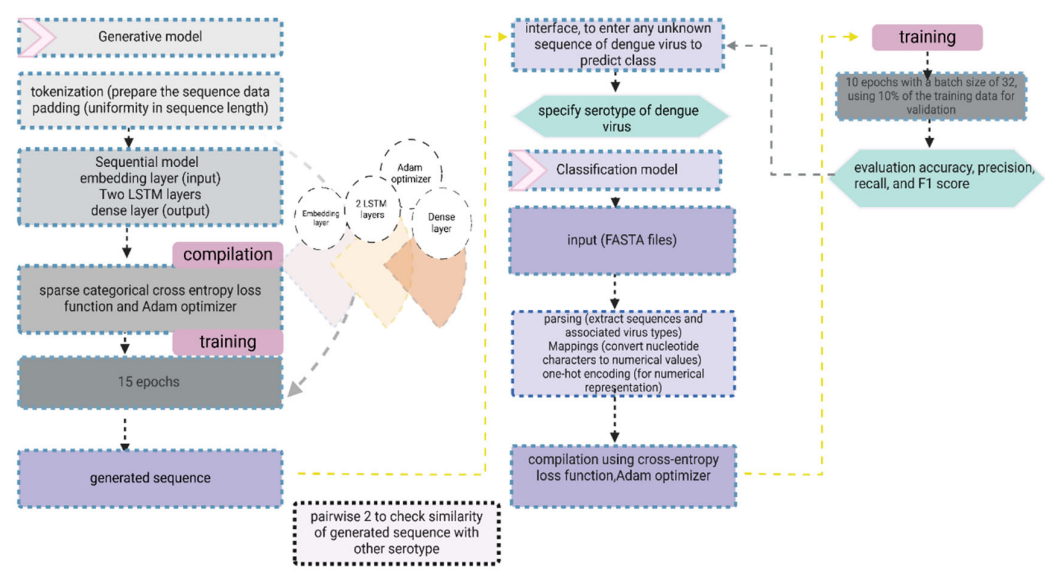 Generative model
tokenization (prepare the sequence data
padding (uniformity in sequence length)
Sequential model
embedding layer (input)
Two LSTM layers
dense layer (output)
compilation
sparse categorical cross entropy loss
function and Adam optimizer
training
15 epochs
generated sequence
Adam
optimizer
Embedding
layer
2 LSTM
layers
Dense
layer
pairwise 2 to check similarity
of generated sequence with
other serotype
interface, to enter any unknown
sequence of dengue virus to
predict class
specify serotype of dengue
virus
Classification model
input (FASTA files)
parsing (extract sequences and
associated virus types)
Mappings (convert nucleotide
characters to numerical values)
one-hot encoding (for numerical
representation)
compilation using cross-entropy
loss function,Adam optimizer
training
10 epochs with a batch size of 32,
using 10% of the training data for
validation
evaluation accuracy, precision,
recall, and F1 score